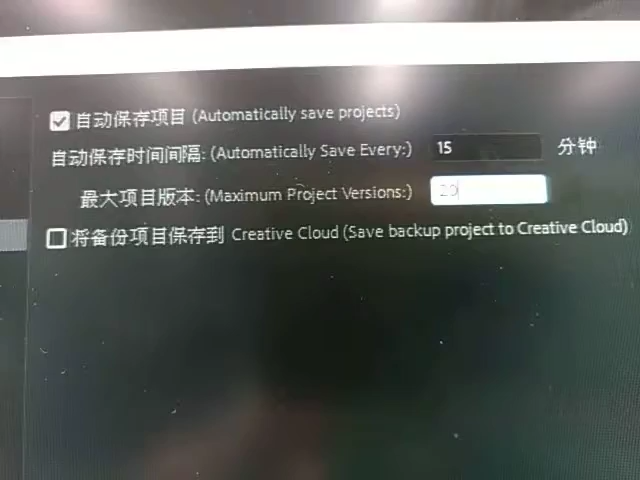 自动保存项目 (Automatically save projects)
自动保存时间间隔: (Automatically Save Every:) 15 分钟
最大项目版本: (Maximum Project Versions:) 20
将备份项目保存到 Creative Cloud (Save backup project to Creative Cloud)